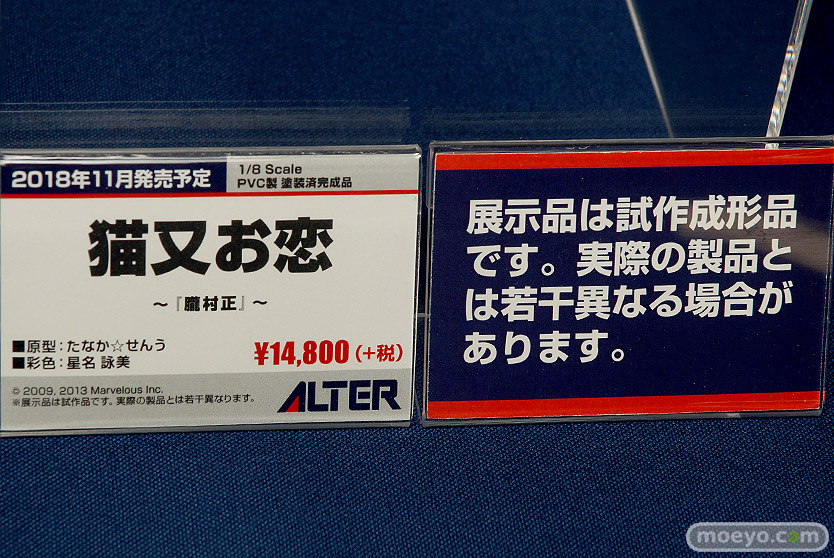 2018年11月発売予定
1/8 Scale
PVC製 塗装済完成品
猫又お恋
～『朧村正』～
■原型：たなか☆せんう
■彩色：星名 詠美
¥14,800（+税）
© 2009, 2013 Marvelous Inc.
※展示品は試作品です。実際の製品とは若干異なります。
ALTER
展示品は試作成形品
です。実際の製品と
は若干異なる場合が
あります。
moeyo.com